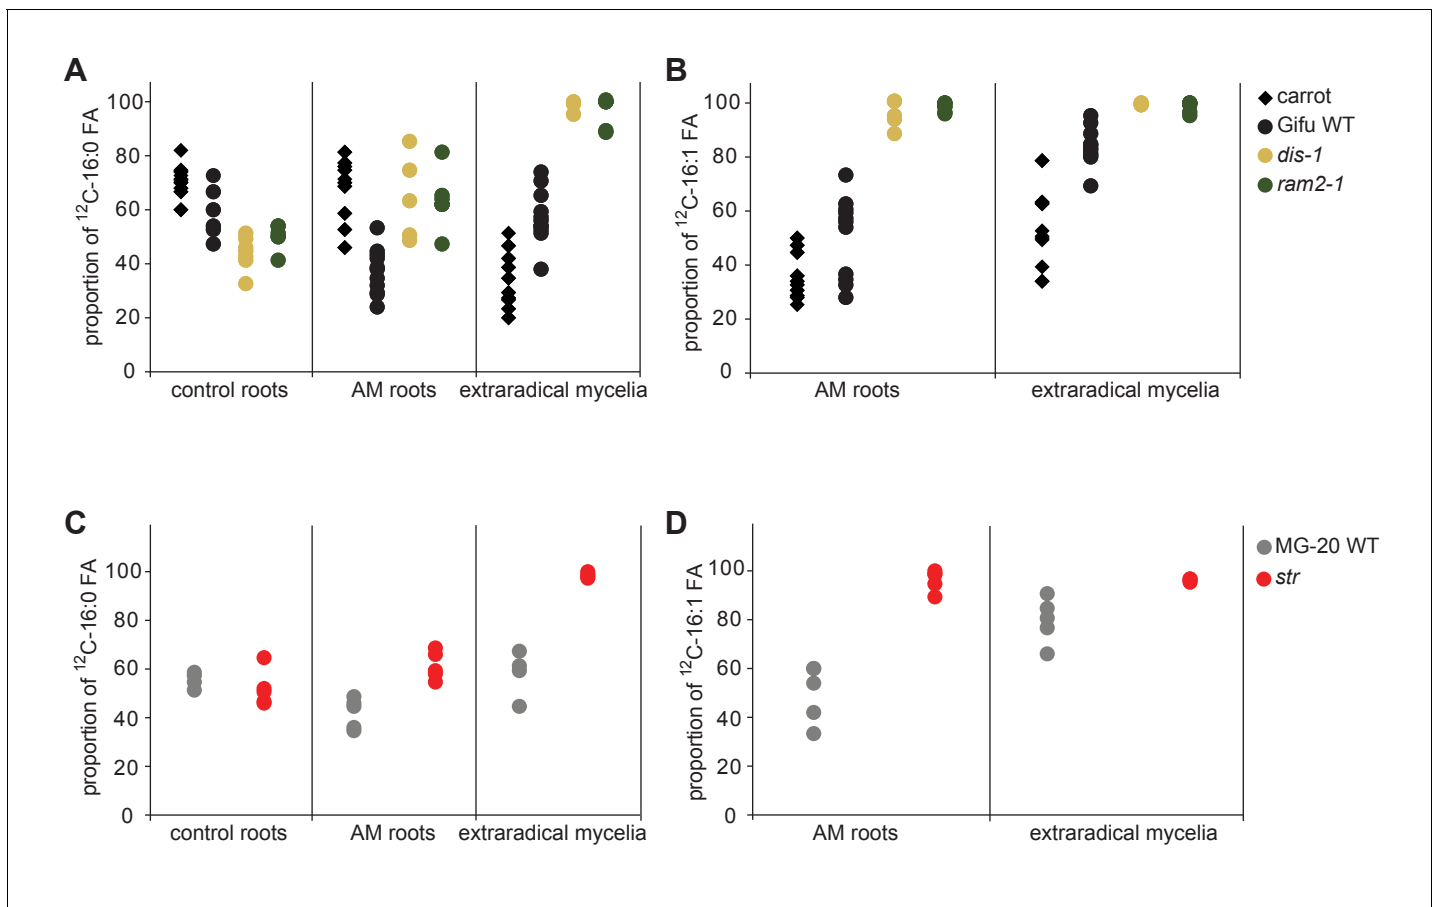 A
proportion of ¹²C-16:0 FA
100
80
60
40
20
0
control roots
AM roots
extraradical mycelia
B
proportion of ¹²C-16:1 FA
100
80
60
40
20
0
AM roots
extraradical mycelia
carrot
Gifu WT
dis-1
ram2-1
C
proportion of ¹²C-16:0 FA
100
80
60
40
20
0
control roots
AM roots
extraradical mycelia
D
proportion of ¹²C-16:1 FA
100
80
60
40
20
0
AM roots
extraradical mycelia
MG-20 WT
str